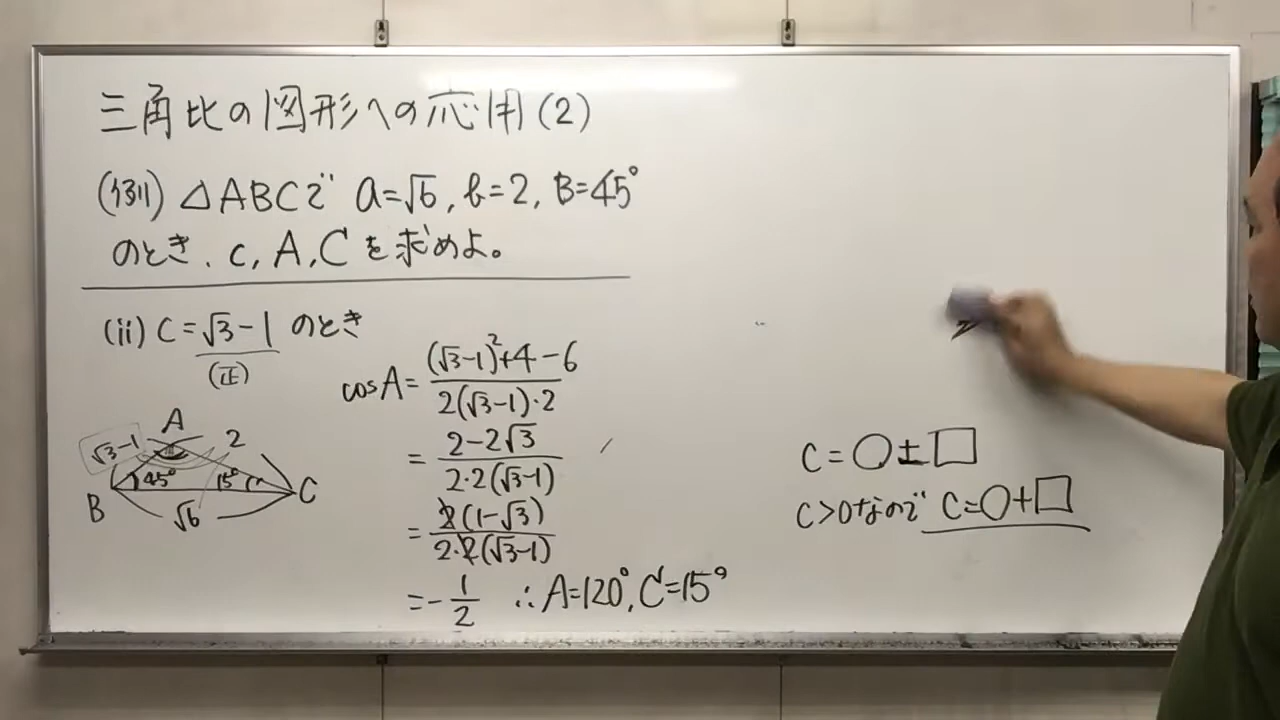 三角比の図形への応用(2)
(例) △ABCで a=√6, b=2, B=45°
のとき、c, A, C を求めよ。
(ii) C=√3-1 のとき
(正)
cosA= ((√3-1)²+4-6)/(2(√3-1)・2)
= (2-2√3)/(2・2(√3-1))
= (2(1-√3))/(2・2(√3-1))
=-1/2 ∴A=120°, C=15°
A
√3-1
2
45°
15°
B
C
√6
C=○±□
C>0なので C=○+□